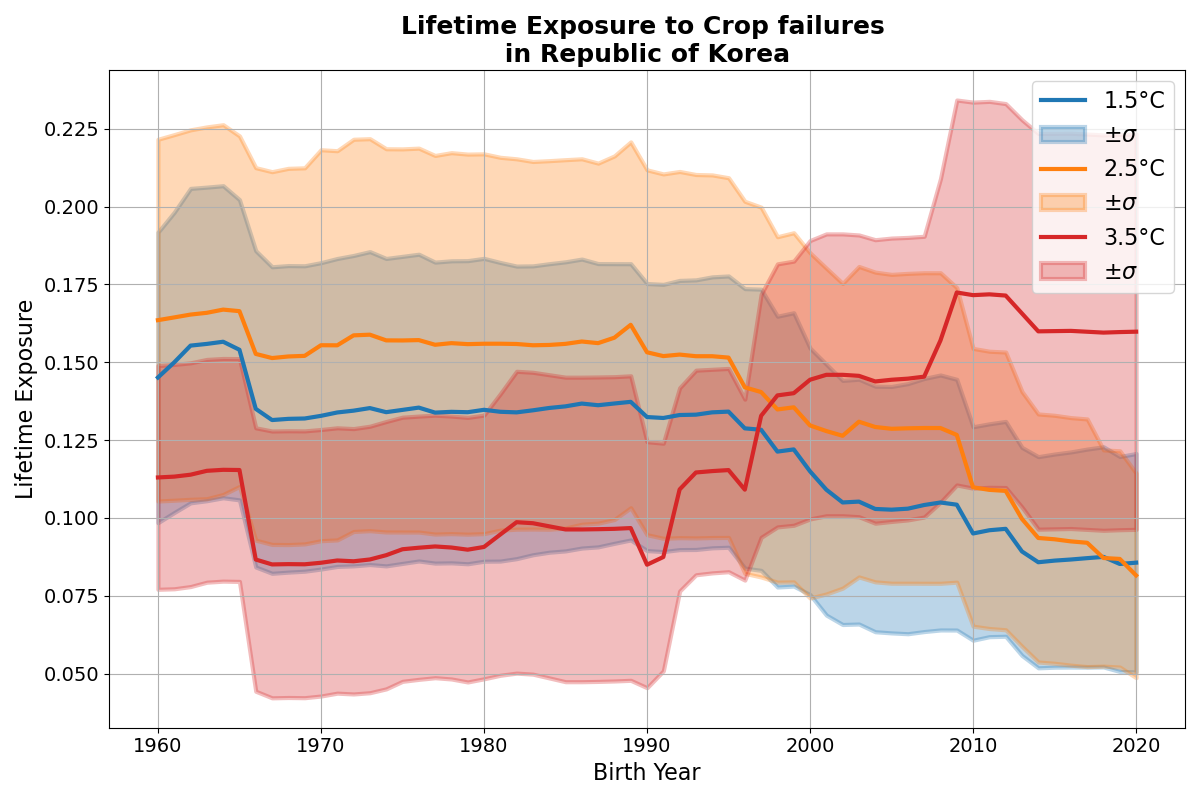 Lifetime Exposure to Crop failures
in Republic of Korea
Lifetime Exposure
0.225
0.200
0.175
0.150
0.125
0.100
0.075
0.050
1960 1970 1980 1990 2000 2010 2020
Birth Year
1.5°C
±σ
2.5°C
±σ
3.5°C
±σ